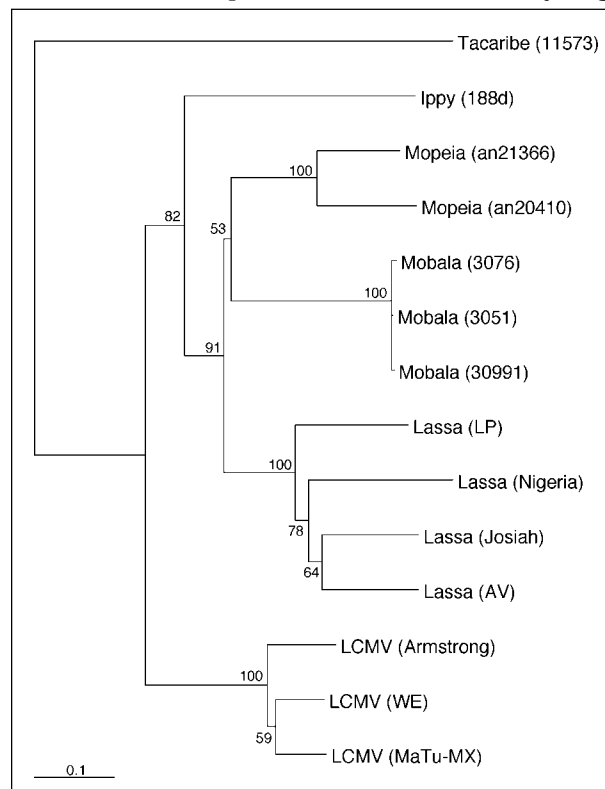 Tacaribe (11573)
Ippy (188d)
Mopeia (an21366)
100
Mopeia (an20410)
82
53
Mobala (3076)
100
Mobala (3051)
91
Mobala (30991)
Lassa (LP)
100
Lassa (Nigeria)
78
Lassa (Josiah)
64
Lassa (AV)
LCMV (Armstrong)
100
LCMV (WE)
59
LCMV (MaTu-MX)
0.1